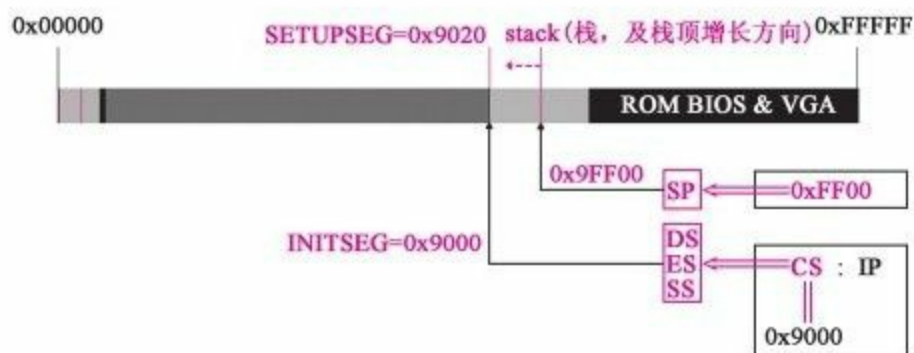 0x00000
SETUPSEG=0x9020
stack(栈，及栈顶增长方向)
0xFFFFF
ROM BIOS & VGA
0x9FF00
SP
0xFF00
INITSEG=0x9000
DS
ES
SS
CS : IP
0x9000